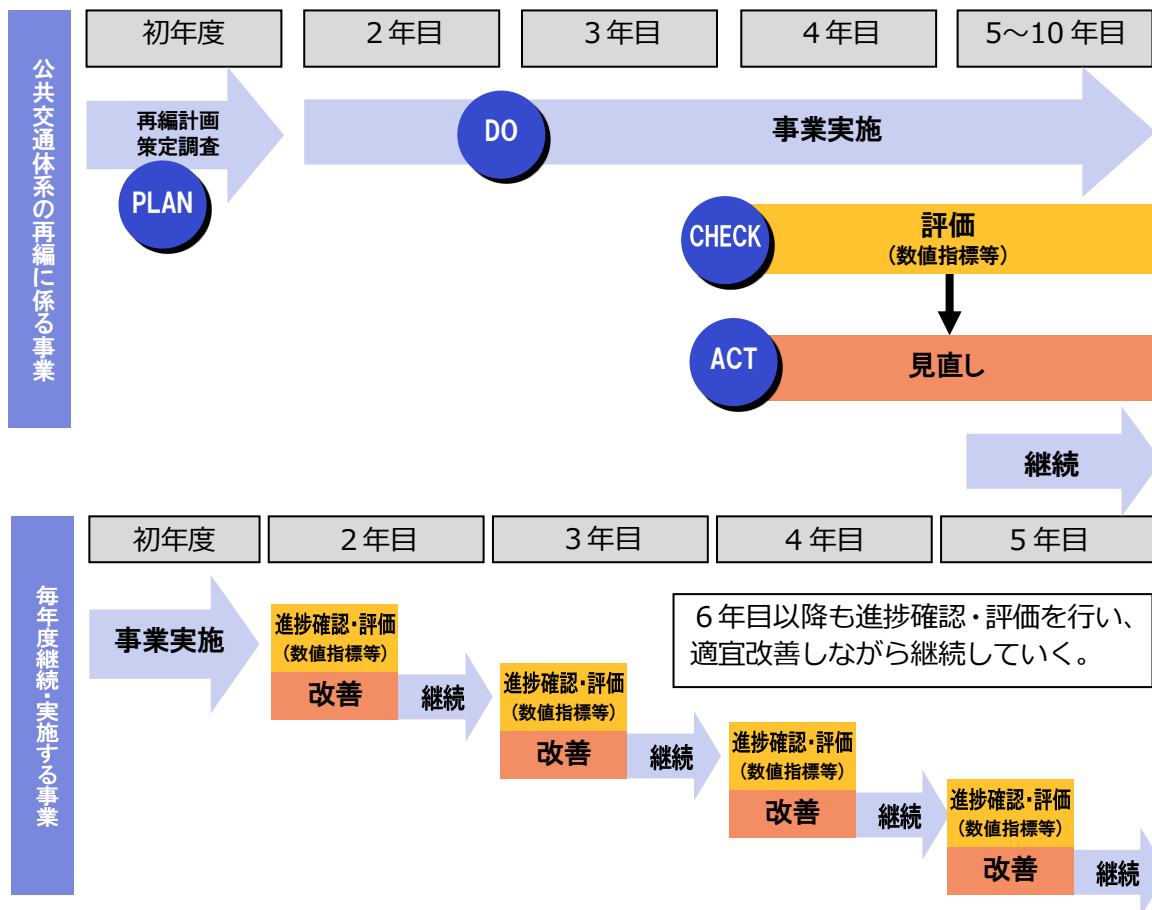 公共交通体系の再編に係る事業
初年度
２年目
３年目
４年目
5～10 年目
再編計画
策定調査
PLAN
DO
事業実施
CHECK
評価
（数値指標等）
ACT
見直し
継続
毎年度継続・実施する事業
初年度
２年目
３年目
４年目
５年目
事業実施
進捗確認・評価
（数値指標等）
改善
継続
進捗確認・評価
（数値指標等）
改善
継続
進捗確認・評価
（数値指標等）
改善
継続
進捗確認・評価
（数値指標等）
改善
継続
６年目以降も進捗確認・評価を行い、
適宜改善しながら継続していく。